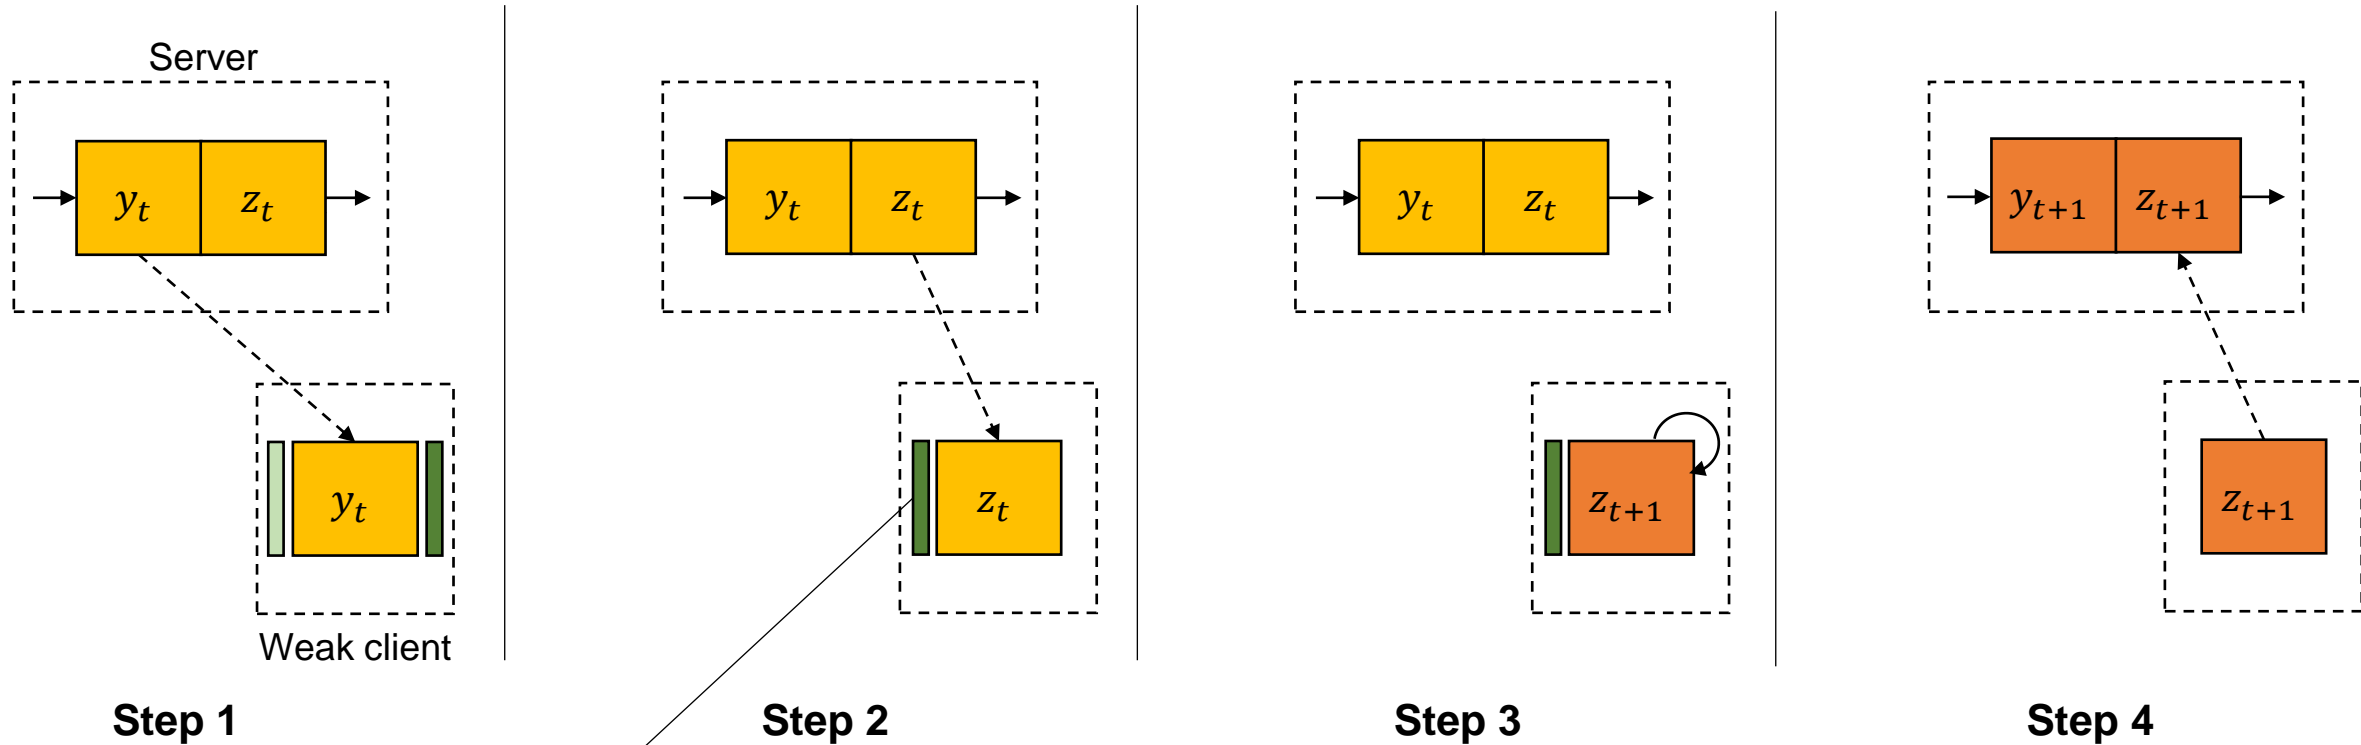 Server
y_t z_t
y_t
Weak client
Step 1
y_t z_t
z_t
Step 2
y_t z_t
z_{t+1}
Step 3
y_{t+1} z_{t+1}
z_{t+1}
Step 4